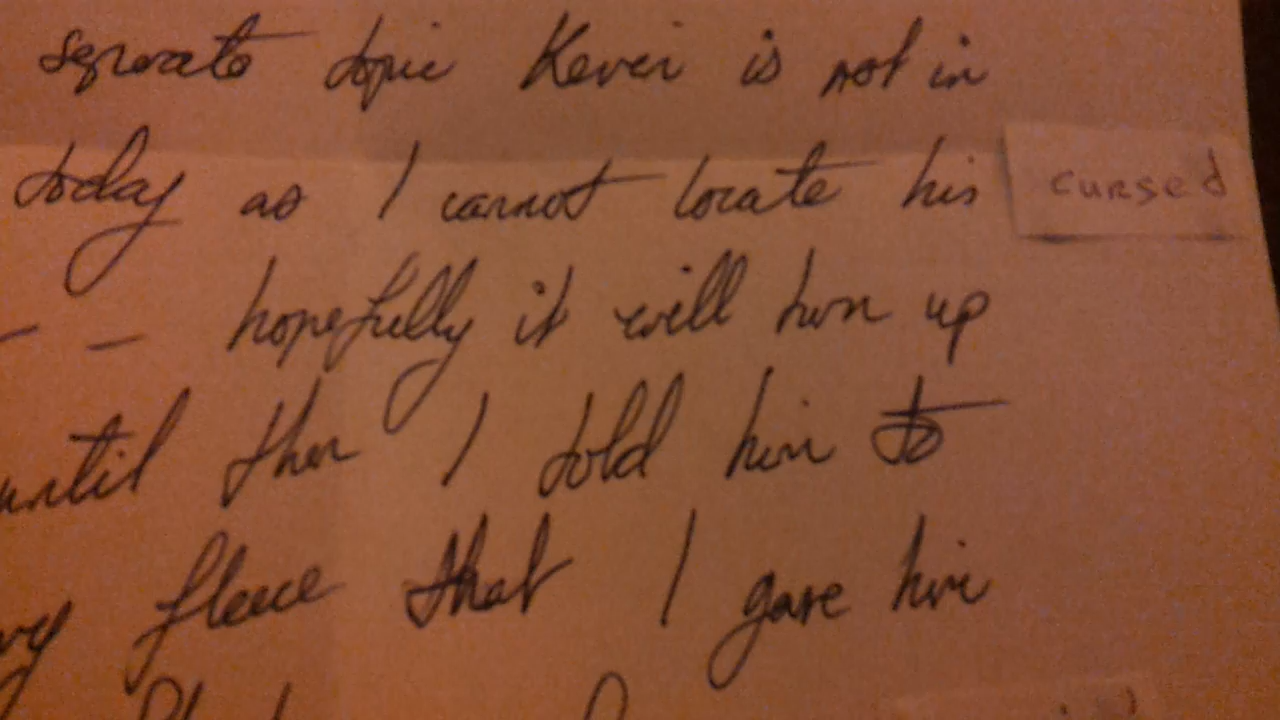 separate topic Kevin is not in
today as I cannot locate his cursed
- - hopefully it will turn up
until then I told him to
fleece that I gave him